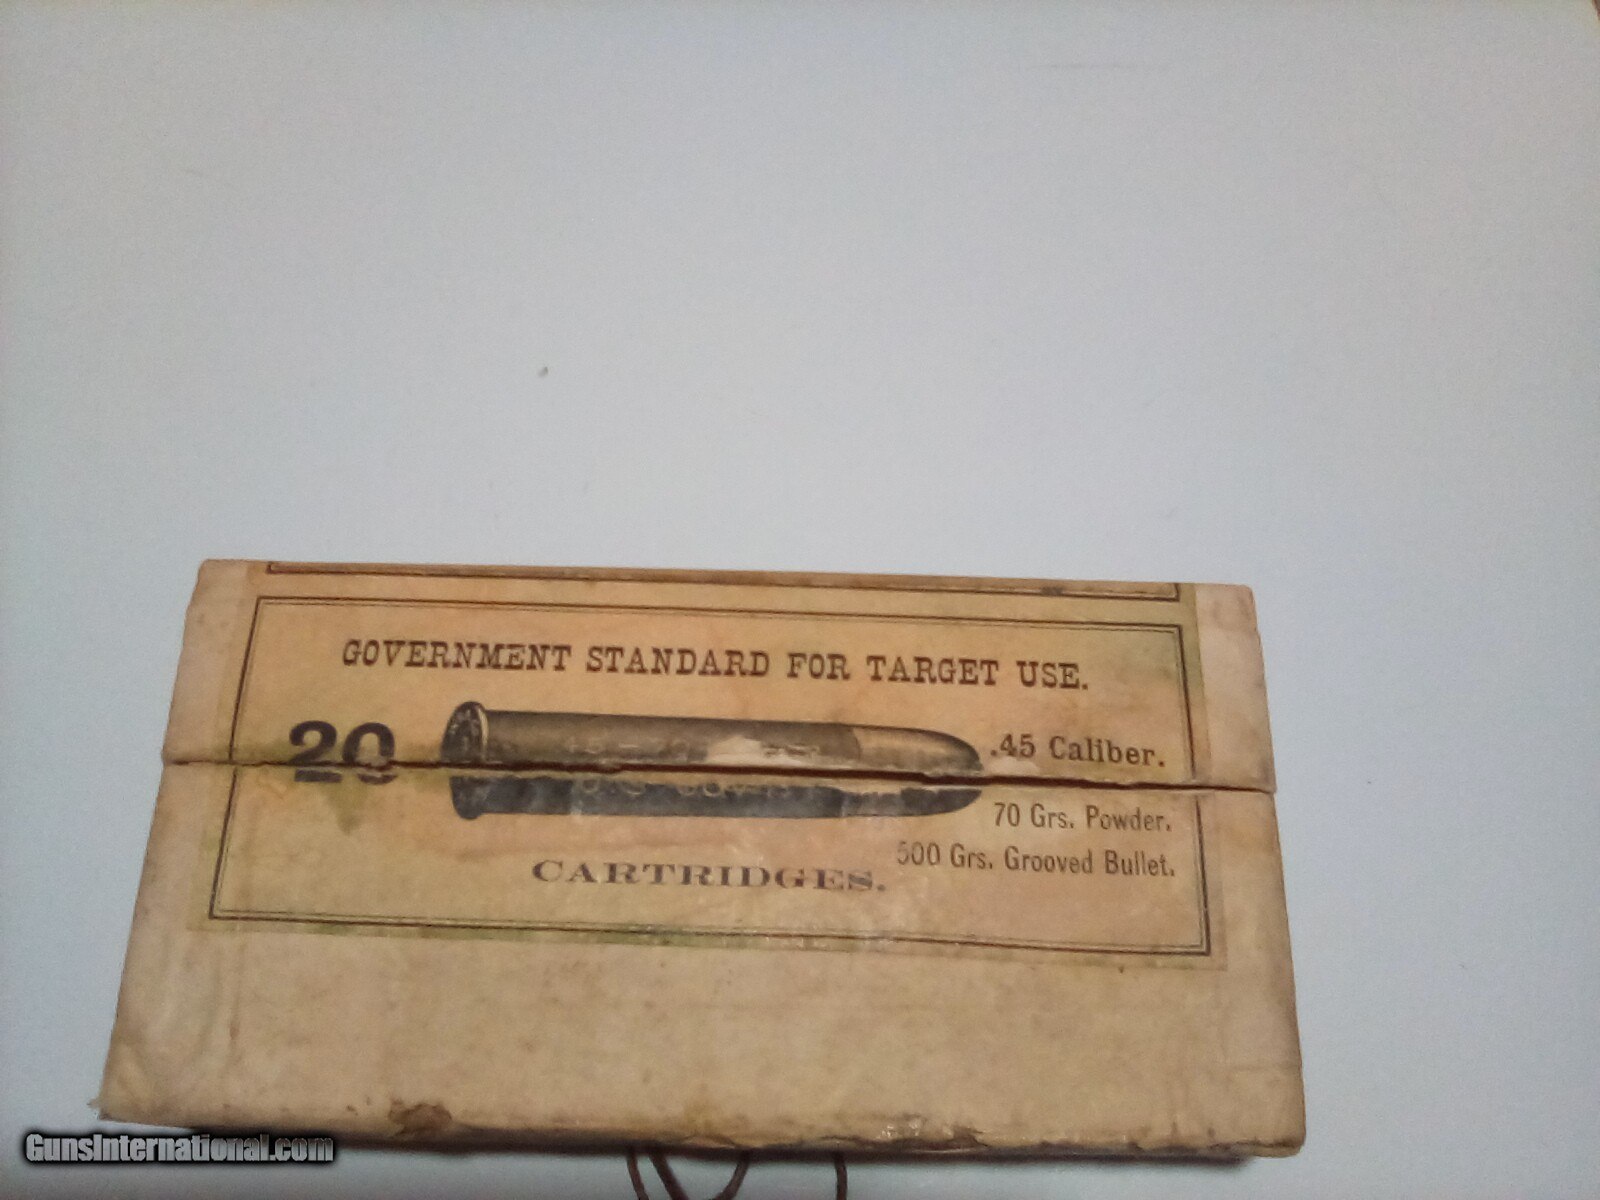 GOVERNMENT STANDARD FOR TARGET USE.
20
.45 Caliber.
70 Grs. Powder.
500 Grs. Grooved Bullet.
CARTRIDGES.
GunsInternational.com